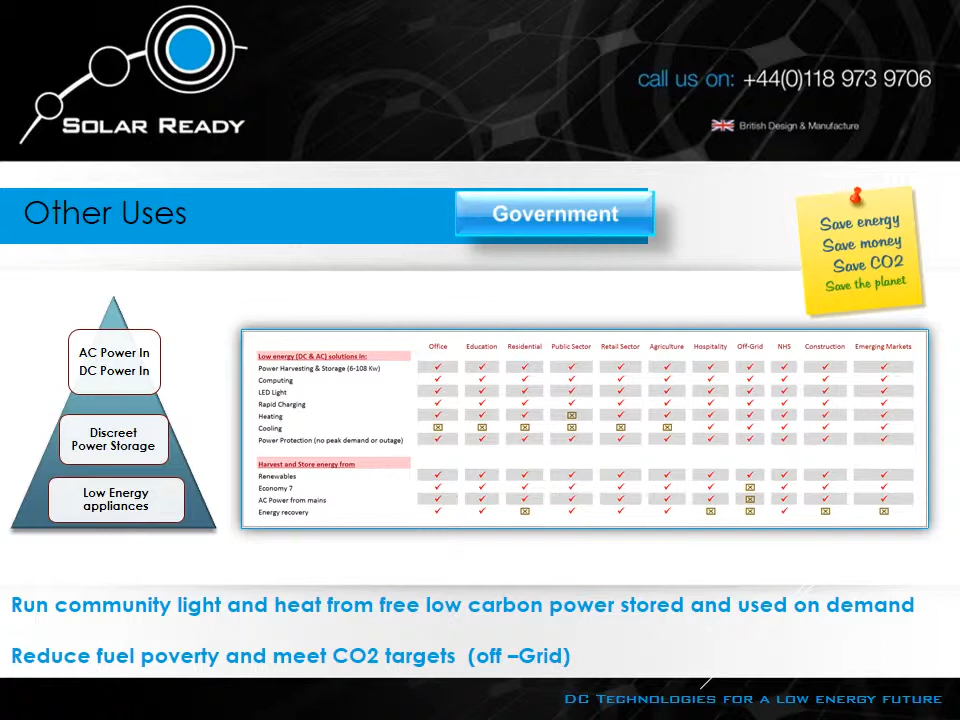 SOLAR READY
call us on: +44(0)118 973 9706
British Design & Manufacture
Other Uses
Government
Save energy
Save money
Save CO2
Save the planet
AC Power In
DC Power In
Discreet
Power Storage
Low Energy
appliances
Office Education Residential Public Sector Retail Sector Agriculture Hospitality Off-Grid NHS Construction Emerging Markets
Low energy (DC & AC) solutions in:
Power Harvesting & Storage (6-108 Kw) ✓ ✓ ✓ ✓ ✓ ✓ ✓ ✓ ✓ ✓ ✓
Computing ✓ ✓ ✓ ✓ ✓ ✓ ✓ ✓ ✓ ✓ ✓
LED Light ✓ ✓ ✓ ✓ ✓ ✓ ✓ ✓ ✓ ✓ ✓
Rapid Charging ✓ ✓ ✓ ✓ ✓ ✓ ✓ ✓ ✓ ✓ ✓
Heating ✓ ✓ ✓ ☒ ✓ ✓ ✓ ✓ ✓ ✓ ✓
Cooling ☒ ☒ ☒ ☒ ☒ ☒ ✓ ✓ ✓ ✓ ✓
Power Protection (no peak demand or outage) ✓ ✓ ✓ ✓ ✓ ✓ ✓ ✓ ✓ ✓ ✓
Harvest and Store energy from
Renewables ✓ ✓ ✓ ✓ ✓ ✓ ✓ ✓ ✓ ✓ ✓
Economy 7 ✓ ✓ ✓ ✓ ✓ ✓ ✓ ☒ ✓ ✓ ✓
AC Power from mains ✓ ✓ ✓ ✓ ✓ ✓ ✓ ☒ ✓ ✓ ✓
Energy recovery ✓ ✓ ☒ ✓ ✓ ✓ ☒ ☒ ✓ ☒ ☒
Run community light and heat from free low carbon power stored and used on demand
Reduce fuel poverty and meet CO2 targets (off –Grid)
DC Technologies for a low energy future